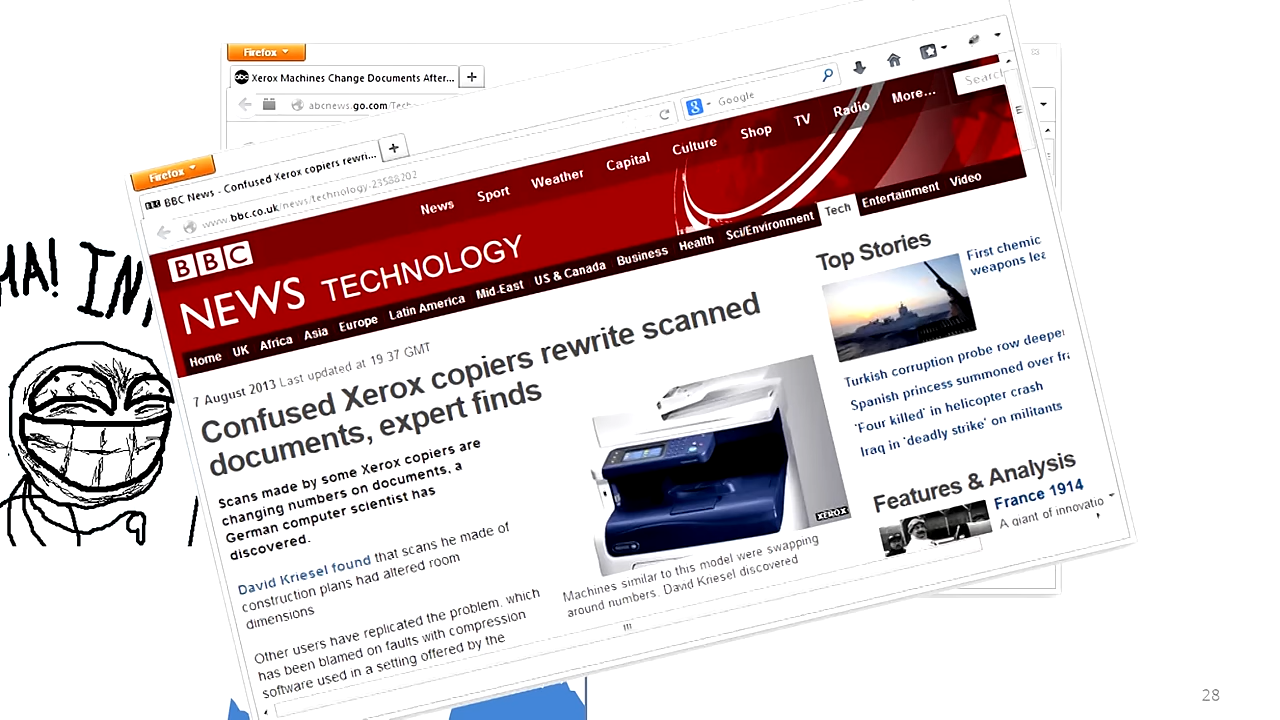 Firefox
Xerox Machines Change Documents After...
abcnews.go.com/Tech
Firefox
BBC News - Confused Xerox copiers rewri...
www.bbc.co.uk/news/technology-23588202
Google
Search
News Sport Weather Capital Culture Shop TV Radio More...
BBC
NEWS TECHNOLOGY
Home UK Africa Asia Europe Latin America Mid-East US & Canada Business Health Sci/Environment Tech Entertainment Video
7 August 2013 Last updated at 19:37 GMT
Confused Xerox copiers rewrite scanned
documents, expert finds
Scans made by some Xerox copiers are
changing numbers on documents, a
German computer scientist has
discovered.
David Kriesel found that scans he made of
construction plans had altered room
dimensions
Other users have replicated the problem, which
has been blamed on faults with compression
software used in a setting offered by the
XEROX
Machines similar to this model were swapping
around numbers. David Kriesel discovered
Top Stories
First chemic
weapons lea
Turkish corruption probe row deepe
Spanish princess summoned over fr
'Four killed' in helicopter crash
Iraq in 'deadly strike' on militants
Features & Analysis
France 1914
A giant of innovatio
28